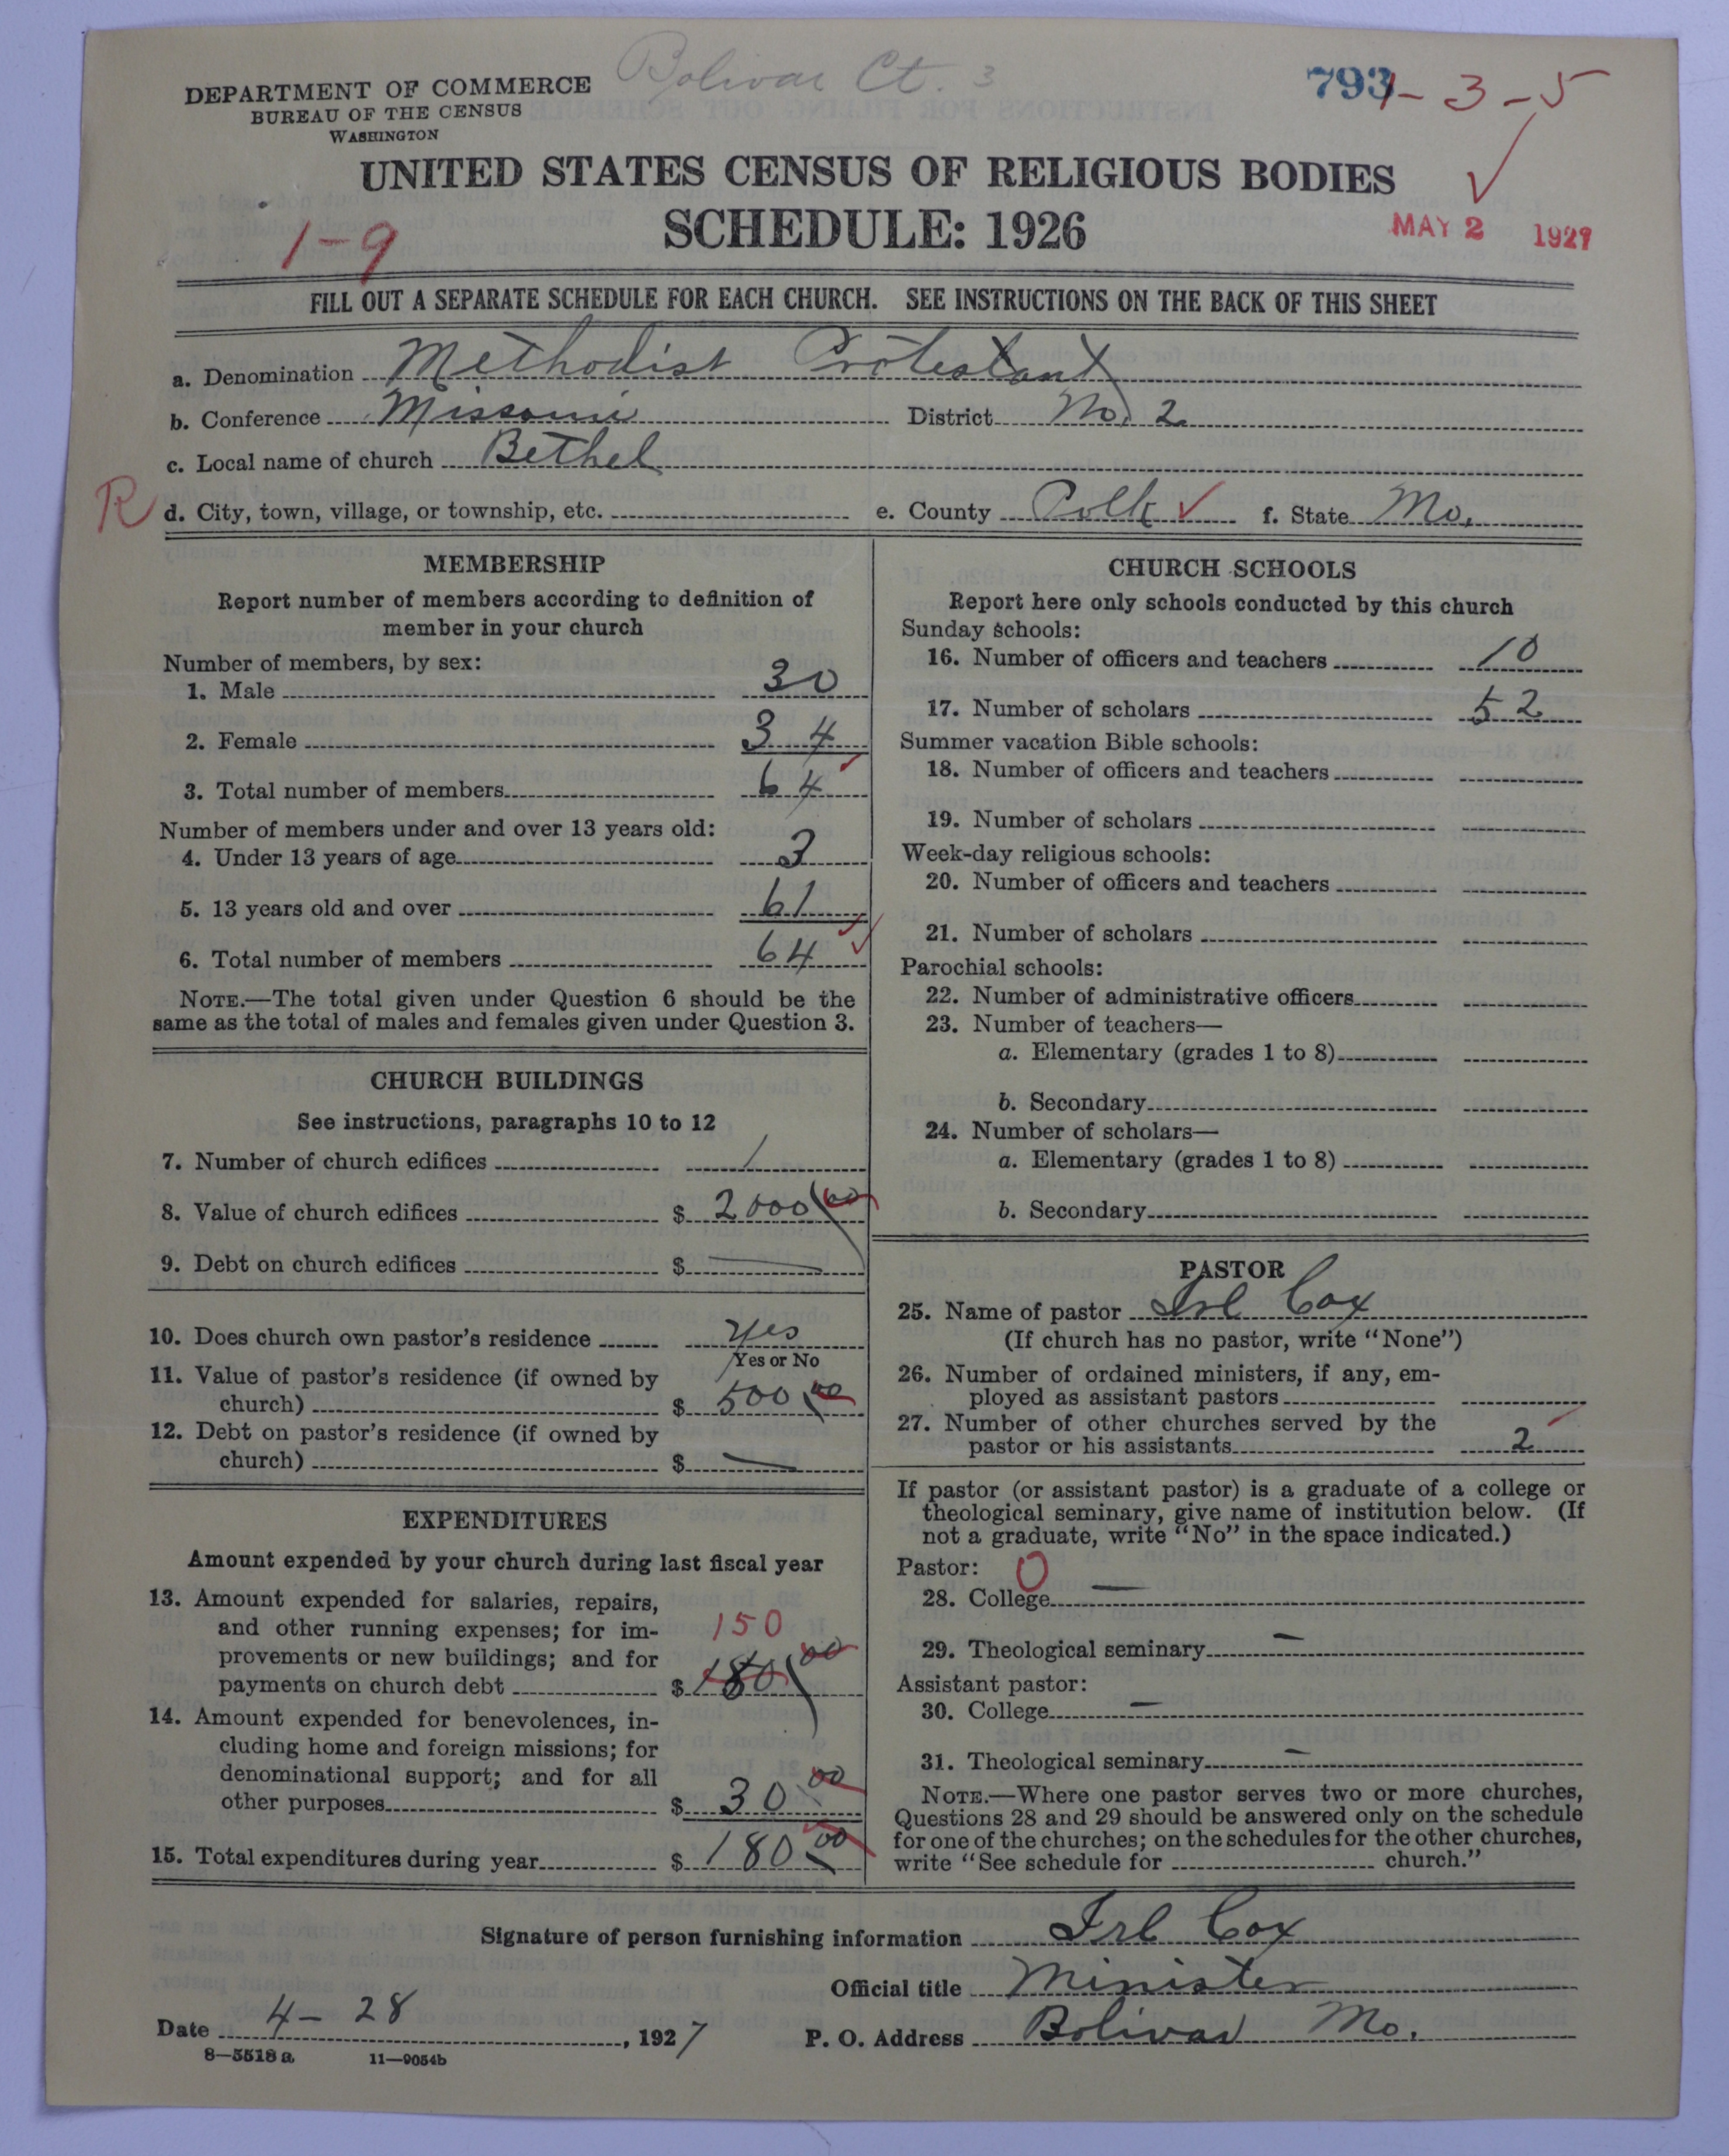 Bolivar Ct. 3
793
1-3-5
DEPARTMENT OF COMMERCE
BUREAU OF THE CENSUS
WASHINGTON
UNITED STATES CENSUS OF RELIGIOUS BODIES
SCHEDULE: 1926
1-9
MAY 2 1927
FILL OUT A SEPARATE SCHEDULE FOR EACH CHURCH. SEE INSTRUCTIONS ON THE BACK OF THIS SHEET
a. Denomination Methodist Protestant
b. Conference Missouri District No. 2
c. Local name of church Bethel
R d. City, town, village, or township, etc. e. County Polk f. State Mo.
MEMBERSHIP
Report number of members according to definition of
member in your church
Number of members, by sex:
1. Male 30
2. Female 34
3. Total number of members 64
Number of members under and over 13 years old:
4. Under 13 years of age 3
5. 13 years old and over 61
6. Total number of members 64
NOTE.—The total given under Question 6 should be the
same as the total of males and females given under Question 3.
CHURCH BUILDINGS
See instructions, paragraphs 10 to 12
7. Number of church edifices 1
8. Value of church edifices $ 2000 00
9. Debt on church edifices $ —
10. Does church own pastor's residence Yes
Yes or No
11. Value of pastor's residence (if owned by
church) $ 500 00
12. Debt on pastor's residence (if owned by
church) $ —
EXPENDITURES
Amount expended by your church during last fiscal year
13. Amount expended for salaries, repairs,
and other running expenses; for im-
150
provements or new buildings; and for
payments on church debt $ 180 00
14. Amount expended for benevolences, in-
cluding home and foreign missions; for
denominational support; and for all
other purposes $ 30 00
15. Total expenditures during year $ 180 00
CHURCH SCHOOLS
Report here only schools conducted by this church
Sunday schools:
16. Number of officers and teachers 10
17. Number of scholars 52
Summer vacation Bible schools:
18. Number of officers and teachers
19. Number of scholars
Week-day religious schools:
20. Number of officers and teachers
21. Number of scholars
Parochial schools:
22. Number of administrative officers
23. Number of teachers—
a. Elementary (grades 1 to 8)
b. Secondary
24. Number of scholars—
a. Elementary (grades 1 to 8)
b. Secondary
PASTOR
25. Name of pastor Irl Cox
(If church has no pastor, write "None")
26. Number of ordained ministers, if any, em-
ployed as assistant pastors
27. Number of other churches served by the
pastor or his assistants 2
If pastor (or assistant pastor) is a graduate of a college or
theological seminary, give name of institution below. (If
not a graduate, write "No" in the space indicated.)
Pastor: 0
28. College —
29. Theological seminary —
Assistant pastor:
30. College —
31. Theological seminary —
NOTE.—Where one pastor serves two or more churches,
Questions 28 and 29 should be answered only on the schedule
for one of the churches; on the schedules for the other churches,
write "See schedule for church."
Signature of person furnishing information Irl Cox
Official title Minister
Date 4-28, 1927 P. O. Address Bolivar Mo.
8—5518 a 11—9054b